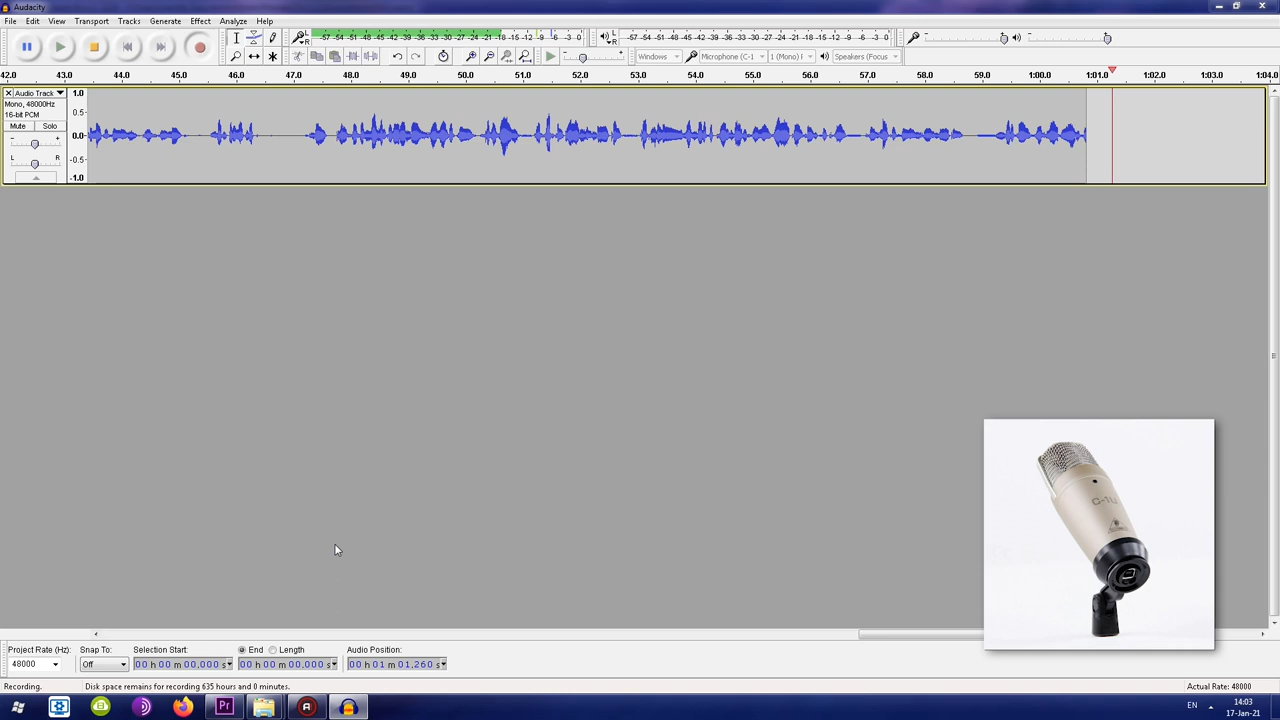 Audacity
File Edit View Transport Tracks Generate Effect Analyze Help
L R -57 -54 -51 -48 -45 -42 -39 -36 -33 -30 -27 -24 -21 -18 -15 -12 -9 -6 -3 0
L R -57 -54 -51 -48 -45 -42 -39 -36 -33 -30 -27 -24 -21 -18 -15 -12 -9 -6 -3 0
Windows Microphone (C-1 1 (Mono) I Speakers (Focus
42.0 43.0 44.0 45.0 46.0 47.0 48.0 49.0 50.0 51.0 52.0 53.0 54.0 55.0 56.0 57.0 58.0 59.0 1:00.0 1:01.0 1:02.0 1:03.0 1:04.0
Audio Track
Mono, 48000Hz
16-bit PCM
Mute Solo
- +
L R
1.0
0.5
0.0
-0.5
-1.0
C-1U
Project Rate (Hz): Snap To: Selection Start: End Length Audio Position:
48000 Off 00 h 00 m 00,000 s 00 h 00 m 00,000 s 00 h 01 m 01,260 s
Recording. Disk space remains for recording 635 hours and 0 minutes. Actual Rate: 48000
Pr A EN 14:03
17-Jan-21